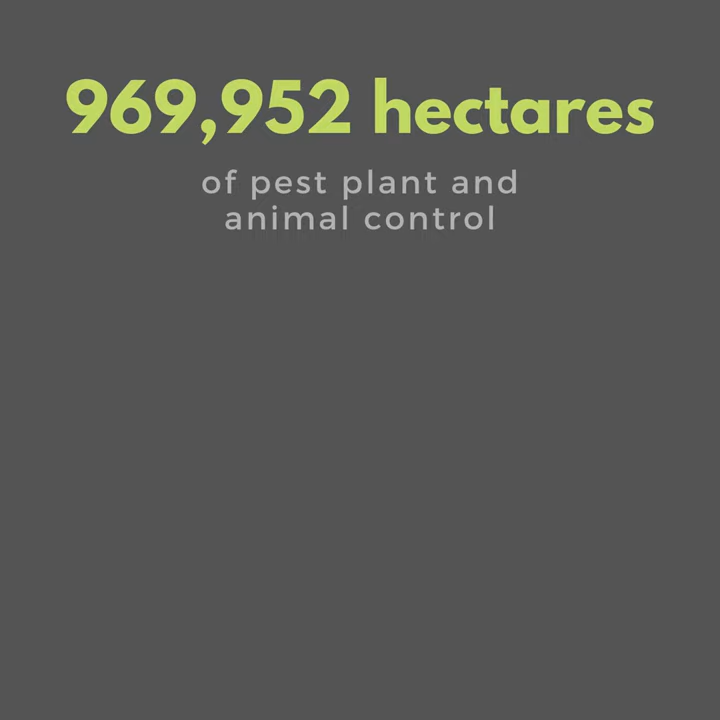 969,952 hectares
of pest plant and
animal control